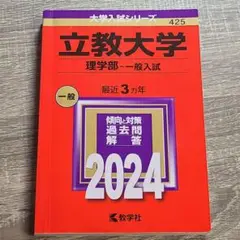 大学入試シリーズ
425
立教大学
理学部－一般入試
最近3カ年
一般
傾向と対策
過去問
解答
2024
教学社